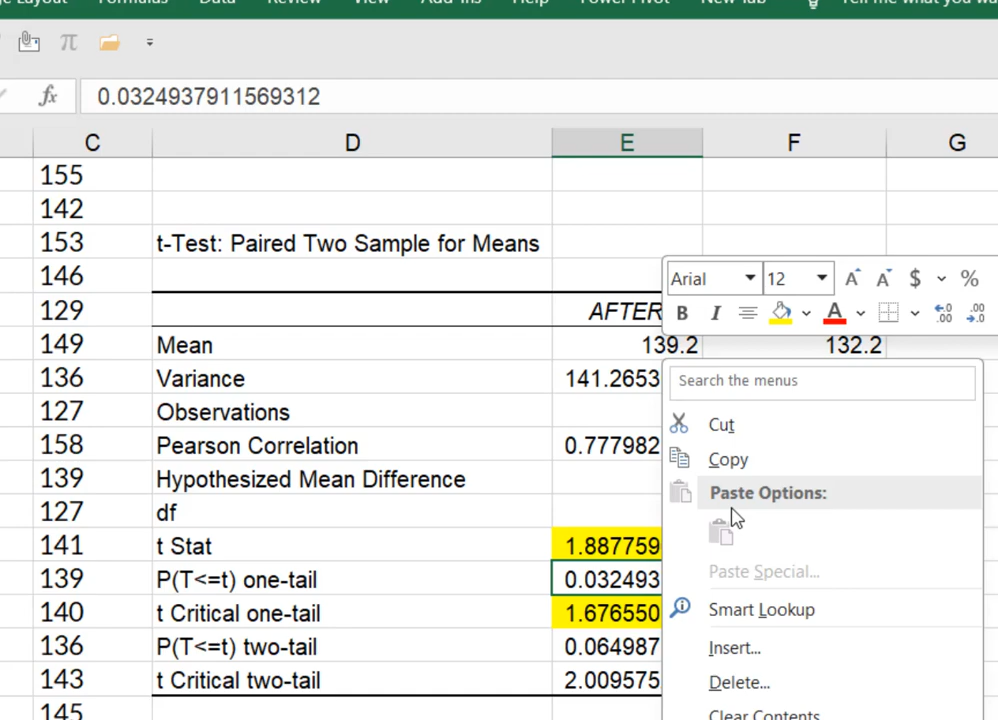 ge Layout Formulas Data Review View Add-ins Help Power Pivot New Tab Tell me what you wan
π
fx 0.0324937911569312
C D E F G
155
142
153 t-Test: Paired Two Sample for Means
146
Arial 12 A A $ %
129 AFTER
B I A .00 .00
149 Mean 139.2 132.2
136 Variance 141.2653
Search the menus
127 Observations
Cut
158 Pearson Correlation 0.777982
Copy
139 Hypothesized Mean Difference
Paste Options:
127 df
141 t Stat 1.887759
Paste Special...
139 P(T<=t) one-tail 0.032493
140 t Critical one-tail 1.676550
Smart Lookup
136 P(T<=t) two-tail 0.064987
Insert...
143 t Critical two-tail 2.009575
Delete...
145
Clear Contents